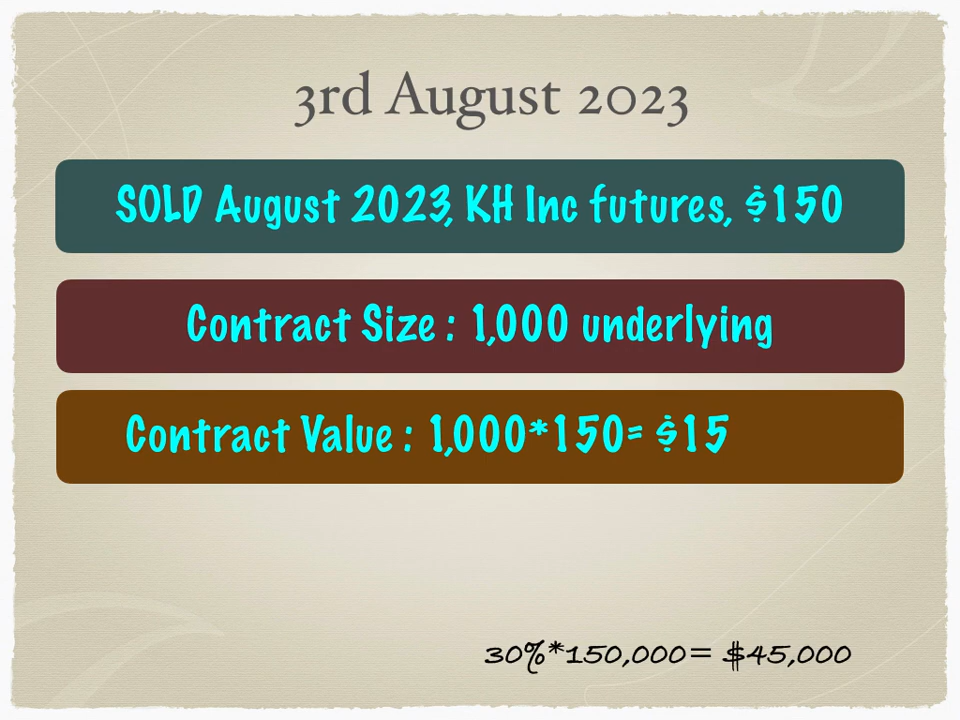 3rd August 2023
SOLD August 2023, KH Inc futures, $150
Contract Size : 1,000 underlying
Contract Value : 1,000*150= $15
30%*150,000= $45,000